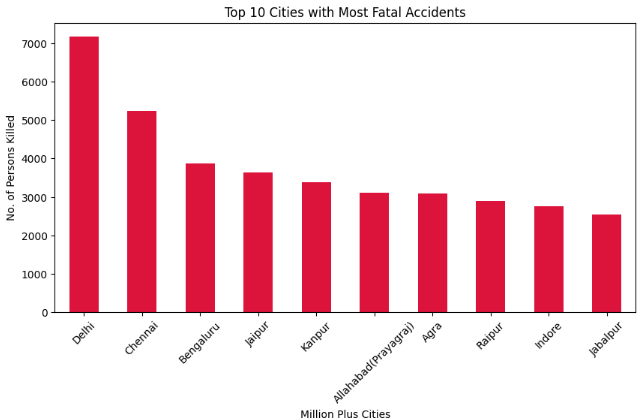 Top 10 Cities with Most Fatal Accidents
No. of Persons Killed
7000
6000
5000
4000
3000
2000
1000
0
Delhi
Chennai
Bengaluru
Jaipur
Kanpur
Allahabad(Prayagraj)
Agra
Raipur
Indore
Jabalpur
Million Plus Cities